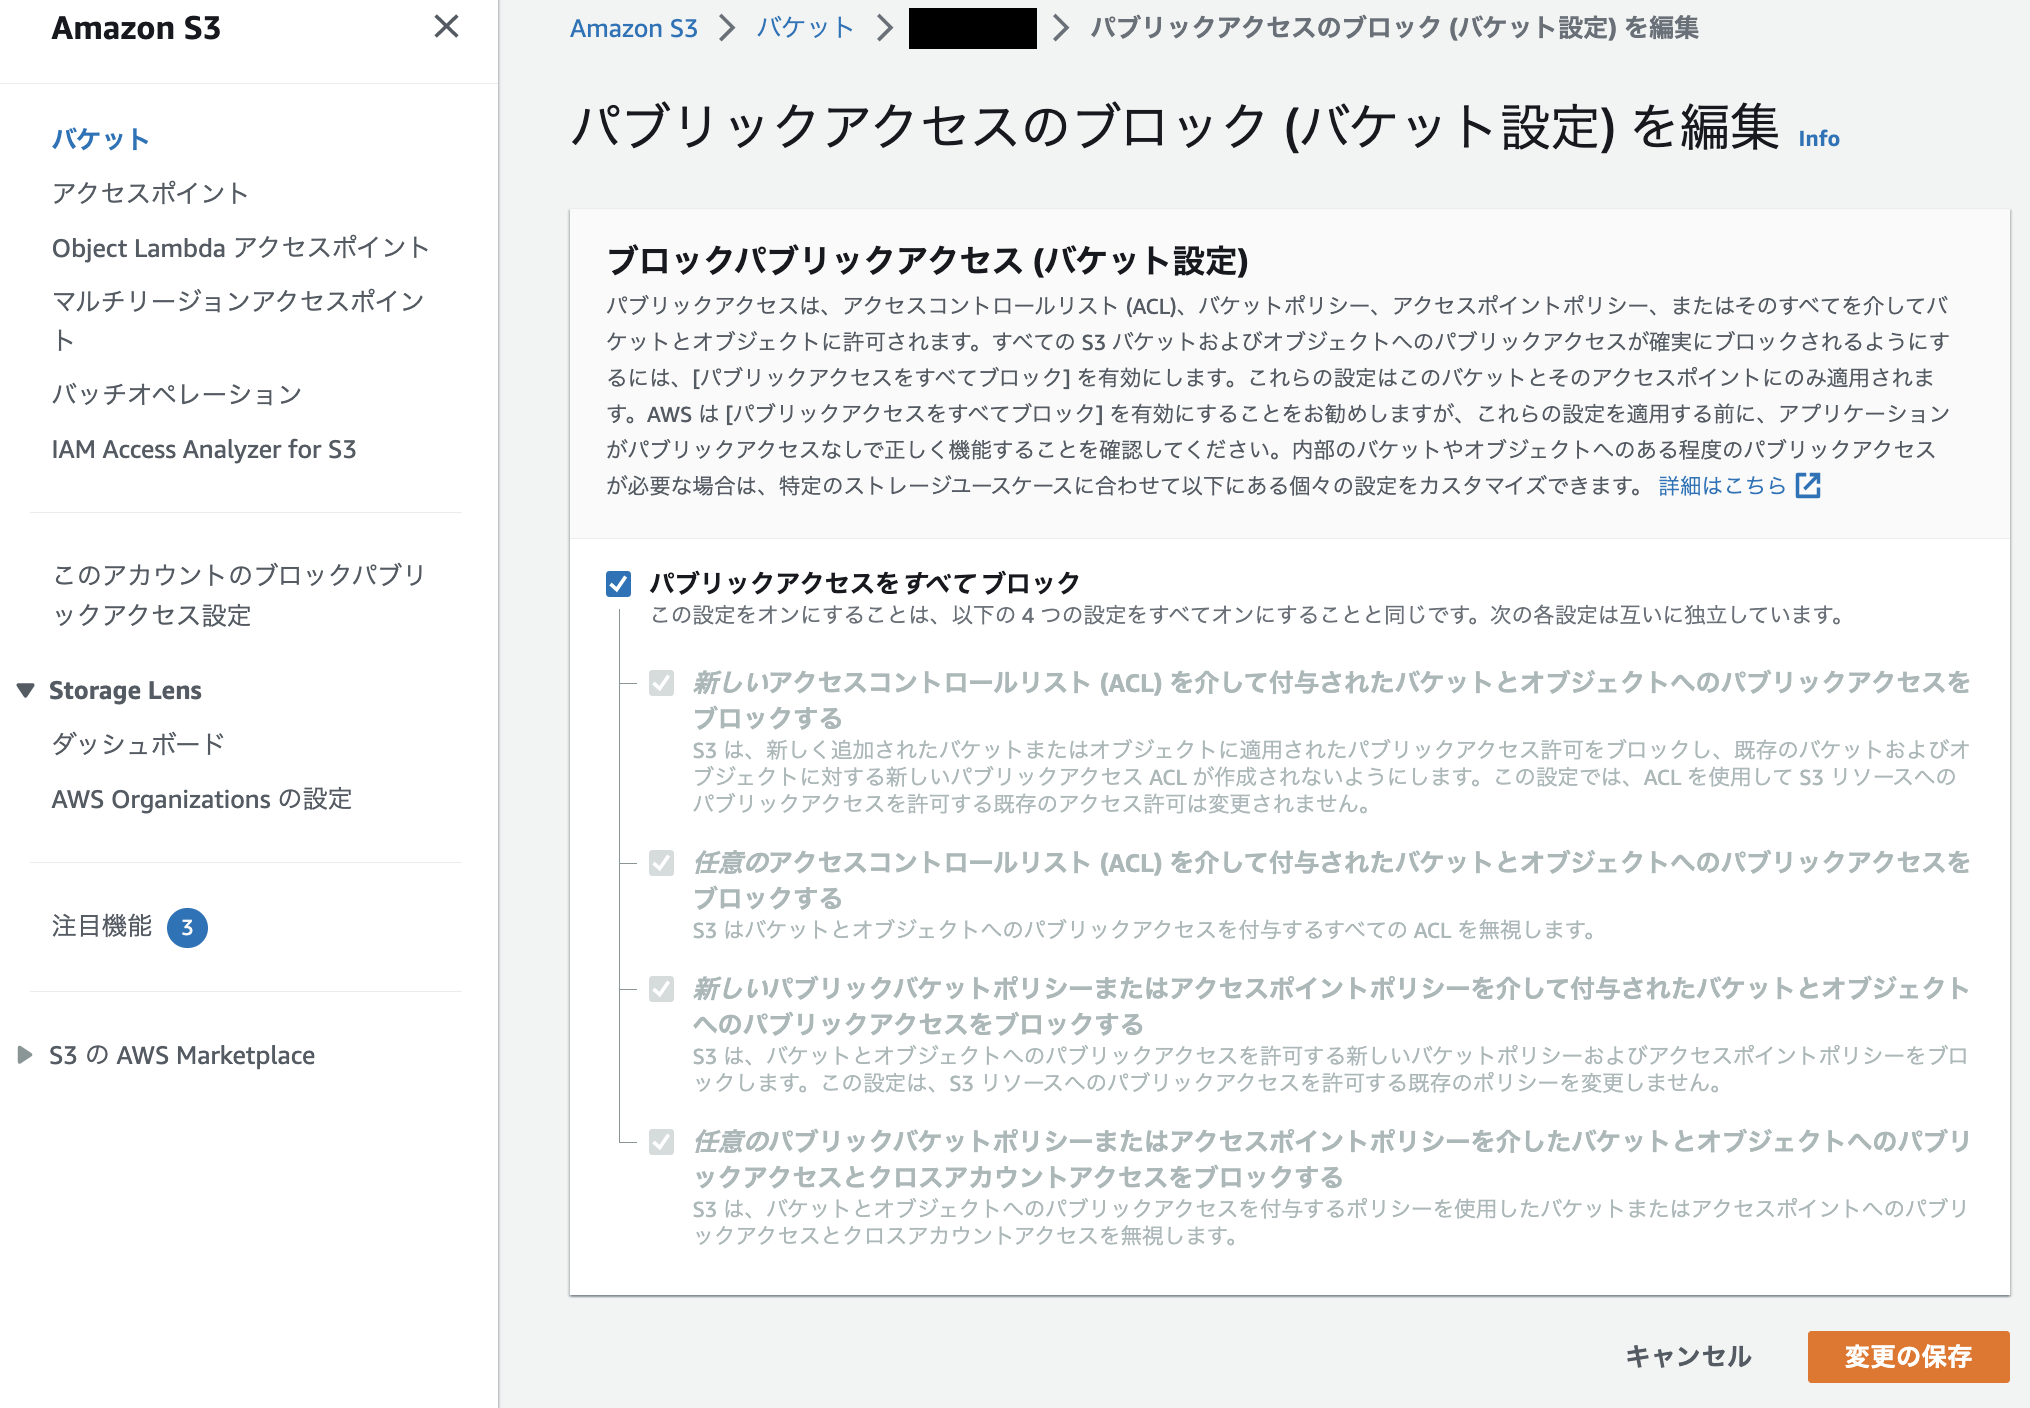 Amazon S3
バケット
アクセスポイント
Object Lambda アクセスポイント
マルチリージョンアクセスポイン
ト
バッチオペレーション
IAM Access Analyzer for S3
このアカウントのブロックパブリ
ックアクセス設定
Storage Lens
ダッシュボード
AWS Organizations の設定
注目機能 3
S3 の AWS Marketplace
Amazon S3 > バケット > > パブリックアクセスのブロック (バケット設定) を編集
パブリックアクセスのブロック (バケット設定) を編集 Info
ブロックパブリックアクセス (バケット設定)
パブリックアクセスは、アクセスコントロールリスト (ACL)、バケットポリシー、アクセスポイントポリシー、またはそのすべてを介してバ
ケットとオブジェクトに許可されます。すべての S3 バケットおよびオブジェクトへのパブリックアクセスが確実にブロックされるようにす
るには、[パブリックアクセスをすべてブロック] を有効にします。これらの設定はこのバケットとそのアクセスポイントにのみ適用されま
す。AWS は [パブリックアクセスをすべてブロック] を有効にすることをお勧めしますが、これらの設定を適用する前に、アプリケーション
がパブリックアクセスなしで正しく機能することを確認してください。内部のバケットやオブジェクトへのある程度のパブリックアクセス
が必要な場合は、特定のストレージユースケースに合わせて以下にある個々の設定をカスタマイズできます。 詳細はこちら
パブリックアクセスをすべてブロック
この設定をオンにすることは、以下の 4 つの設定をすべてオンにすることと同じです。次の各設定は互いに独立しています。
新しいアクセスコントロールリスト (ACL) を介して付与されたバケットとオブジェクトへのパブリックアクセスを
ブロックする
S3 は、新しく追加されたバケットまたはオブジェクトに適用されたパブリックアクセス許可をブロックし、既存のバケットおよびオ
ブジェクトに対する新しいパブリックアクセス ACL が作成されないようにします。この設定では、ACL を使用して S3 リソースへの
パブリックアクセスを許可する既存のアクセス許可は変更されません。
任意のアクセスコントロールリスト (ACL) を介して付与されたバケットとオブジェクトへのパブリックアクセスを
ブロックする
S3 はバケットとオブジェクトへのパブリックアクセスを付与するすべての ACL を無視します。
新しいパブリックバケットポリシーまたはアクセスポイントポリシーを介して付与されたバケットとオブジェクト
へのパブリックアクセスをブロックする
S3 は、バケットとオブジェクトへのパブリックアクセスを許可する新しいバケットポリシーおよびアクセスポイントポリシーをブロ
ックします。この設定は、S3 リソースへのパブリックアクセスを許可する既存のポリシーを変更しません。
任意のパブリックバケットポリシーまたはアクセスポイントポリシーを介したバケットとオブジェクトへのパブリ
ックアクセスとクロスアカウントアクセスをブロックする
S3 は、バケットとオブジェクトへのパブリックアクセスを付与するポリシーを使用したバケットまたはアクセスポイントへのパブリ
ックアクセスとクロスアカウントアクセスを無視します。
キャンセル
変更の保存